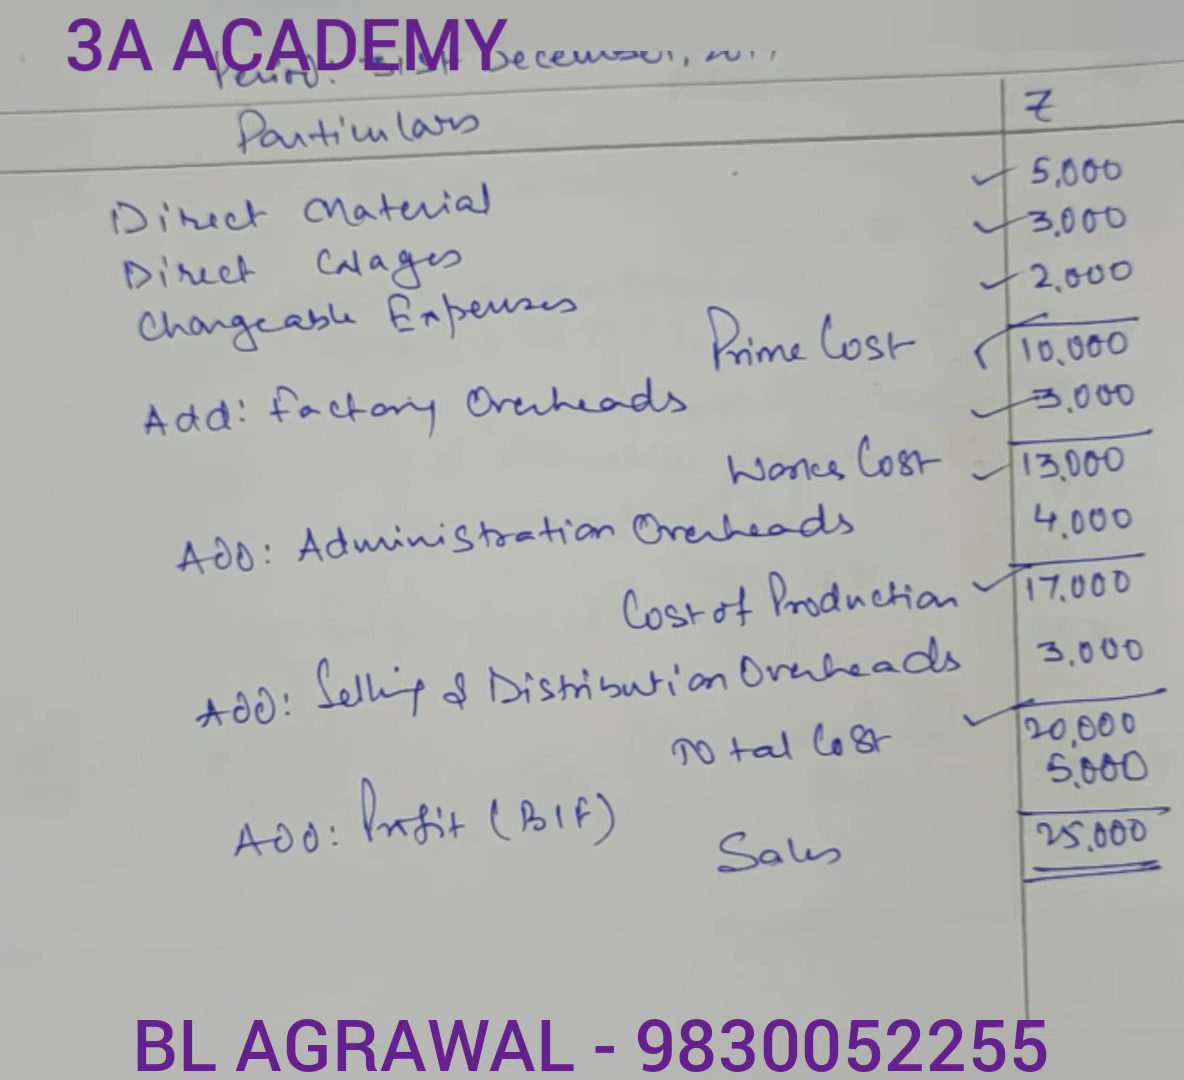 3A ACADEMY
Period: 31st December,
Particulars ₹
Direct Material 5,000
Direct Wages 3,000
Chargeable Expenses 2,000
Prime Cost 10,000
Add: Factory Overheads 3,000
Works Cost 13,000
Add: Administration Overheads 4,000
Cost of Production 17,000
Add: Selling & Distribution Overheads 3,000
Total Cost 20,000
Add: Profit (B/F) 5,000
Sales 25,000
BL AGRAWAL - 9830052255